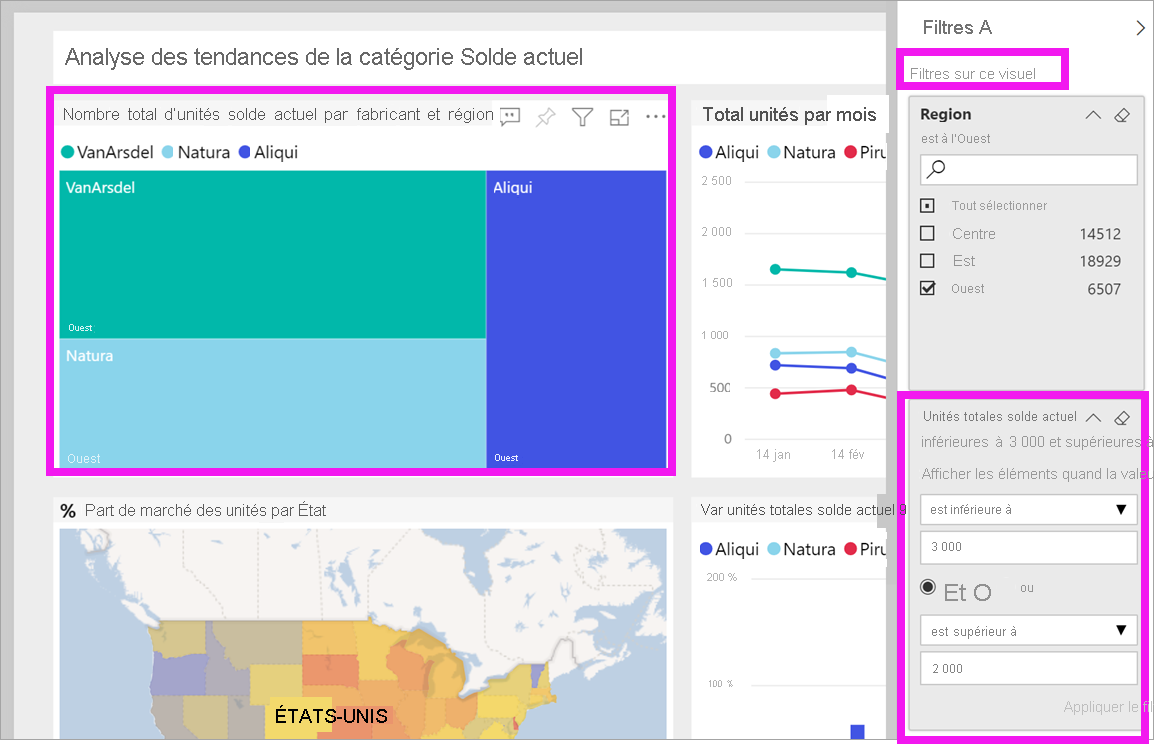 Analyse des tendances de la catégorie Solde actuel
Nombre total d'unités solde actuel par fabricant et région
VanArsdel Natura Aliqui
VanArsdel
Ouest
Natura
Ouest
Aliqui
Ouest
Total unités par mois
Aliqui Natura Piru
2 500
2 000
1 500
1 000
500
0
14 jan 14 fév
% Part de marché des unités par État
ÉTATS-UNIS
Var unités totales solde actuel 9
Aliqui Natura Piru
200 %
100 %
Filtres A
Filtres sur ce visuel
Region
est à l'Ouest
Tout sélectionner
Centre 14512
Est 18929
Ouest 6507
Unités totales solde actuel
inférieures à 3 000 et supérieures à
Afficher les éléments quand la valeu
est inférieure à
3 000
Et O ou
est supérieur à
2 000
Appliquer le